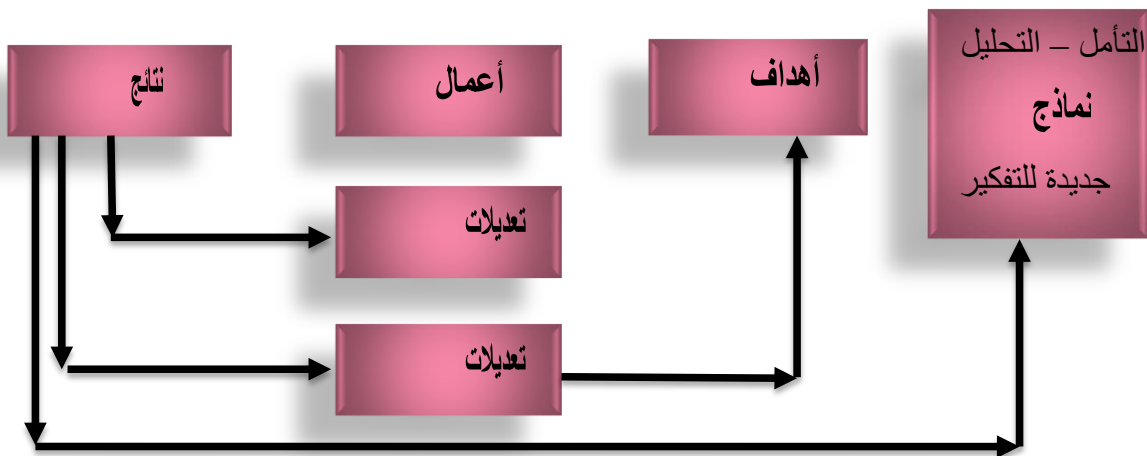 التأمل – التحليل
نماذج
جديدة للتفكير
أهداف
أعمال
نتائج
تعديلات
تعديلات